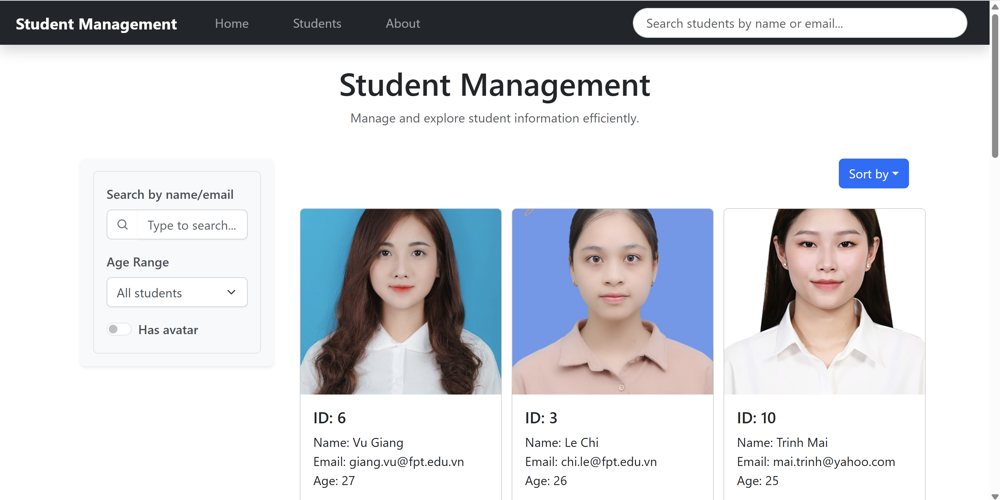 Student Management
Home
Students
About
Search students by name or email...
Student Management
Manage and explore student information efficiently.
Search by name/email
Type to search...
Age Range
All students
Has avatar
Sort by
ID: 6
Name: Vu Giang
Email: giang.vu@fpt.edu.vn
Age: 27
ID: 3
Name: Le Chi
Email: chi.le@fpt.edu.vn
Age: 26
ID: 10
Name: Trinh Mai
Email: mai.trinh@yahoo.com
Age: 25